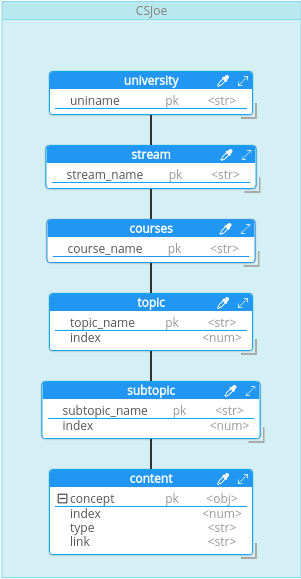 CSJoe
university
uniname pk <str>
stream
stream_name pk <str>
courses
course_name pk <str>
topic
topic_name pk <str>
index <num>
subtopic
subtopic_name pk <str>
index <num>
content
concept pk <obj>
index <num>
type <str>
link <str>